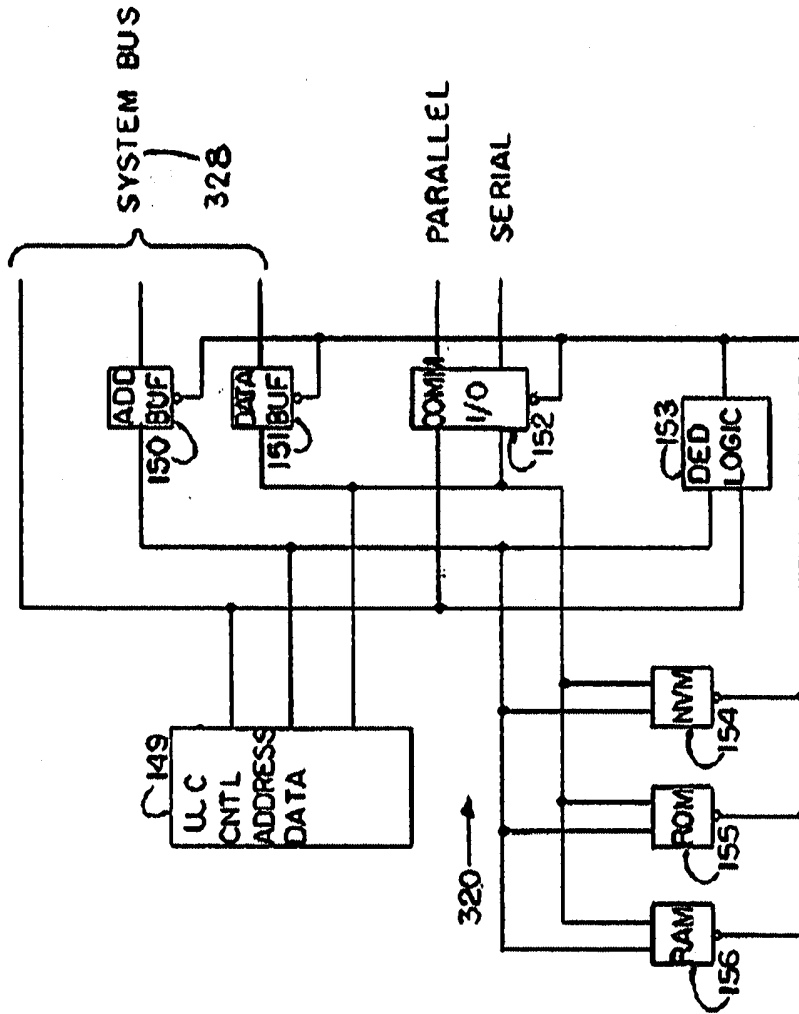 SYSTEM BUS
328
PARALLEL
SERIAL
ADD
BUF
150
DATA
BUF
151
COMM
I/O
152
153
DED
LOGIC
149
UC
CNTL
ADDRESS
DATA
320
NVM
154
ROM
155
RAM
156